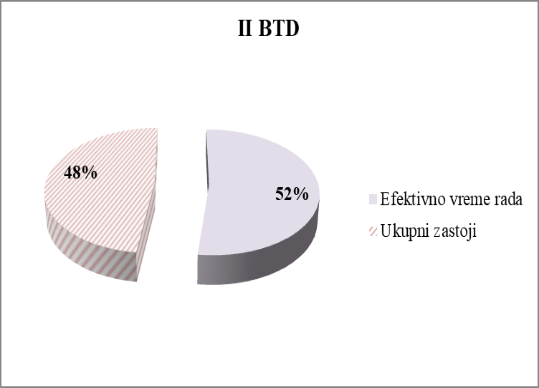 II BTD
48%
52%
Efektivno vreme rada
Ukupni zastoji